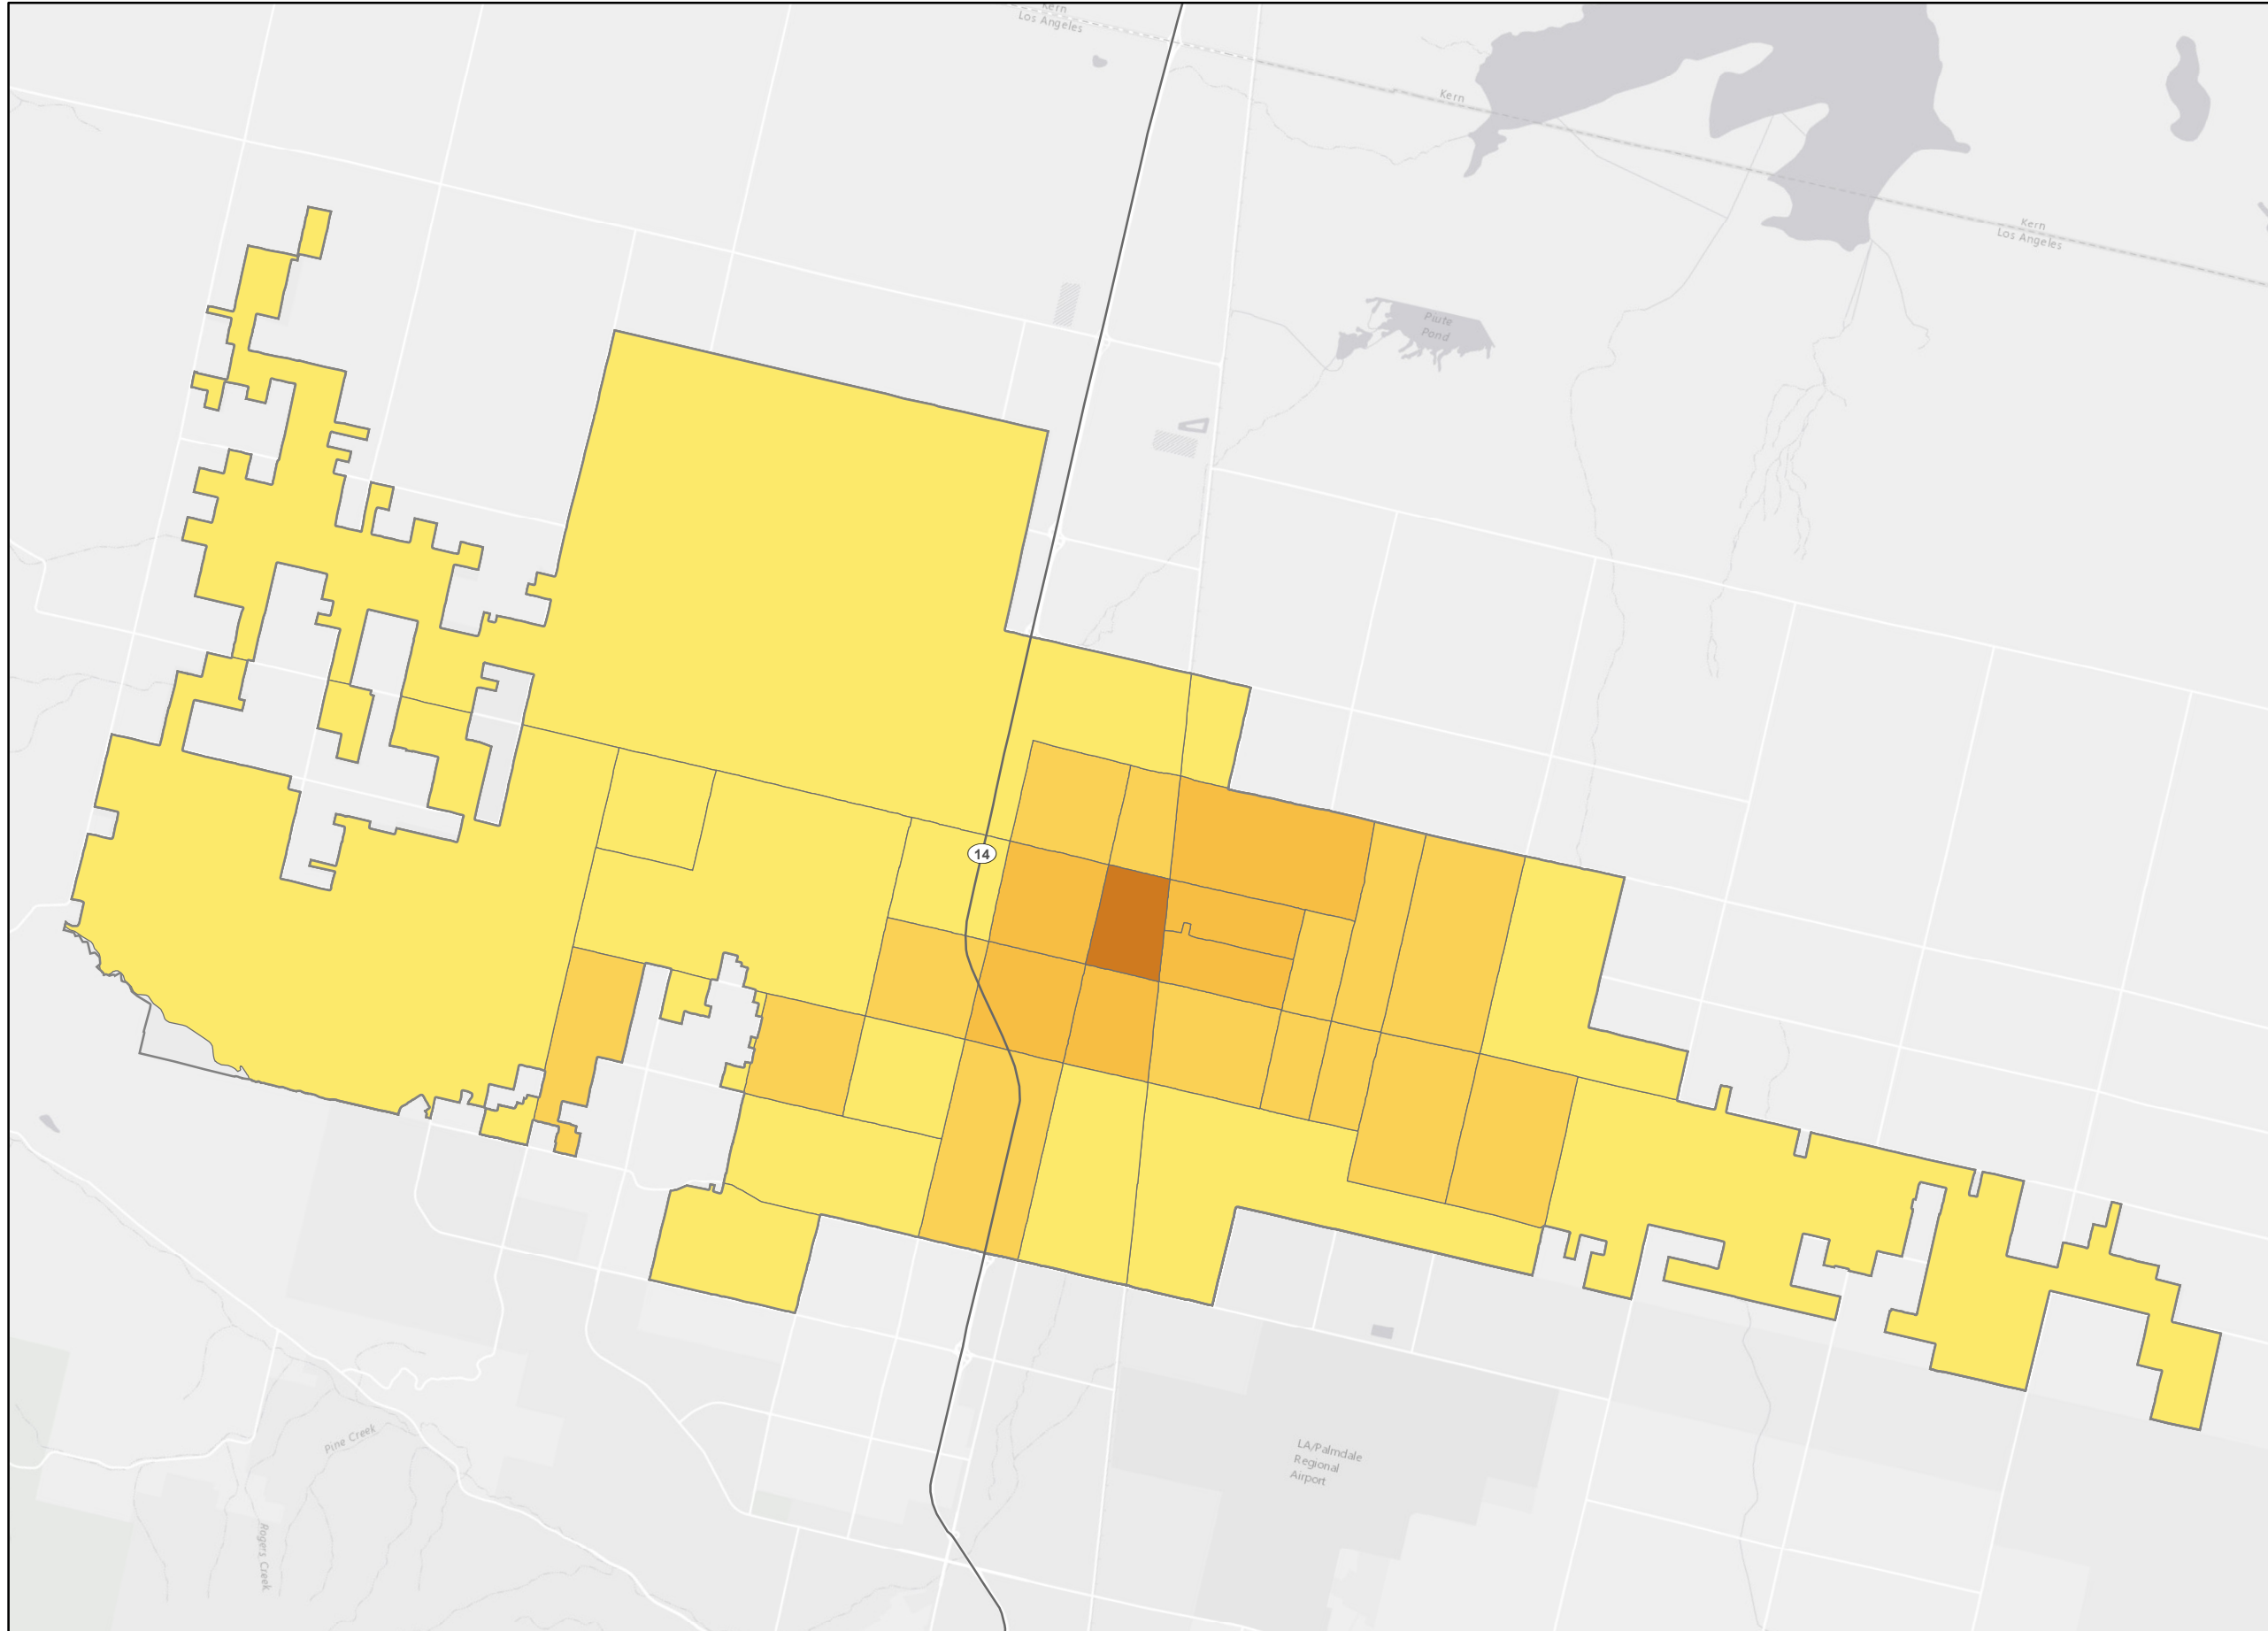 Kern
Los Angeles
Kern
Kern
Los Angeles
Piute
Pond
14
LA/Palmdale
Regional
Airport
Pine Creek
Rogers Creek